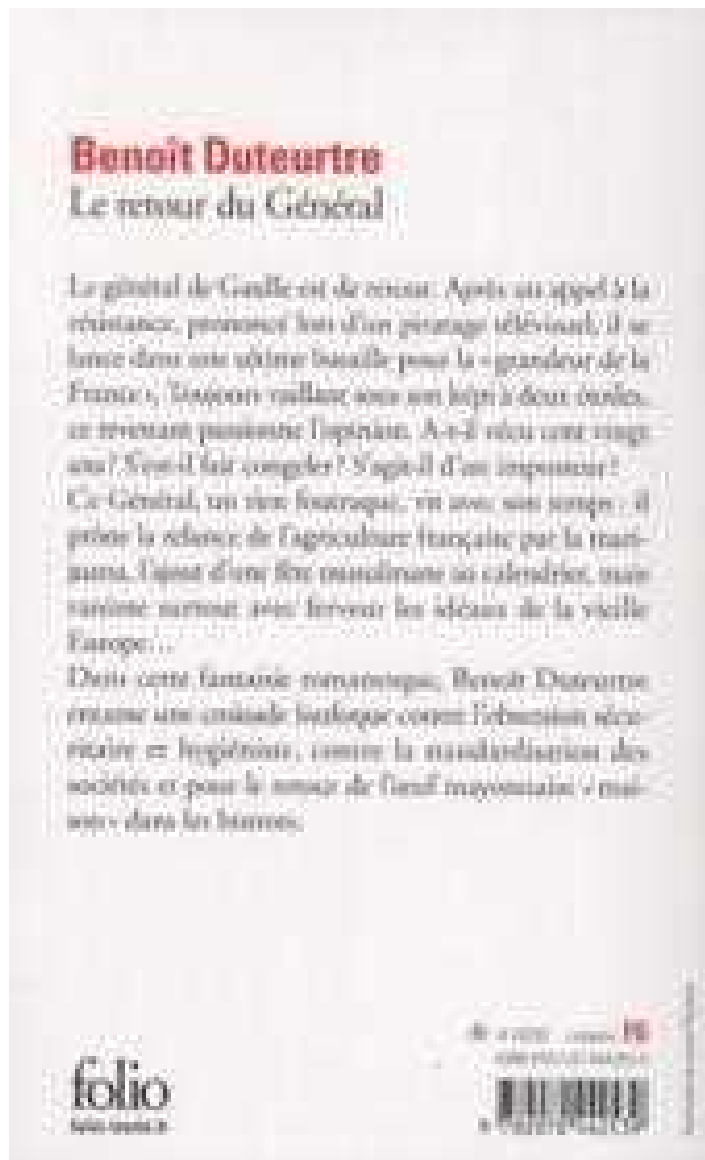 Benoît Duteurtre
Le retour du Général
Le général de Gaulle est de retour. Après un appel à la
résistance, prononcé lors d'un piratage télévisuel, il se
lance dans une ultime bataille pour la « grandeur de la
France ». Toujours vaillant sous son képi à deux étoiles,
ce revenant passionne l'opinion. A-t-il vécu cent vingt
ans ? S'est-il fait congeler ? S'agit-il d'un imposteur ?
Ce Général, un rien foutraque, vit avec son temps : il
prône la relance de l'agriculture française par la mari-
juana, l'ajout d'une fête musulmane au calendrier, mais
ranime surtout avec ferveur les idéaux de la vieille
Europe…
Dans cette fantaisie romanesque, Benoît Duteurtre
entame une croisade loufoque contre l'obsession sécu-
ritaire et hygiéniste, contre la standardisation des
sociétés et pour le retour de l'œuf mayonnaise « mai-
son » dans les bistrots.
folio